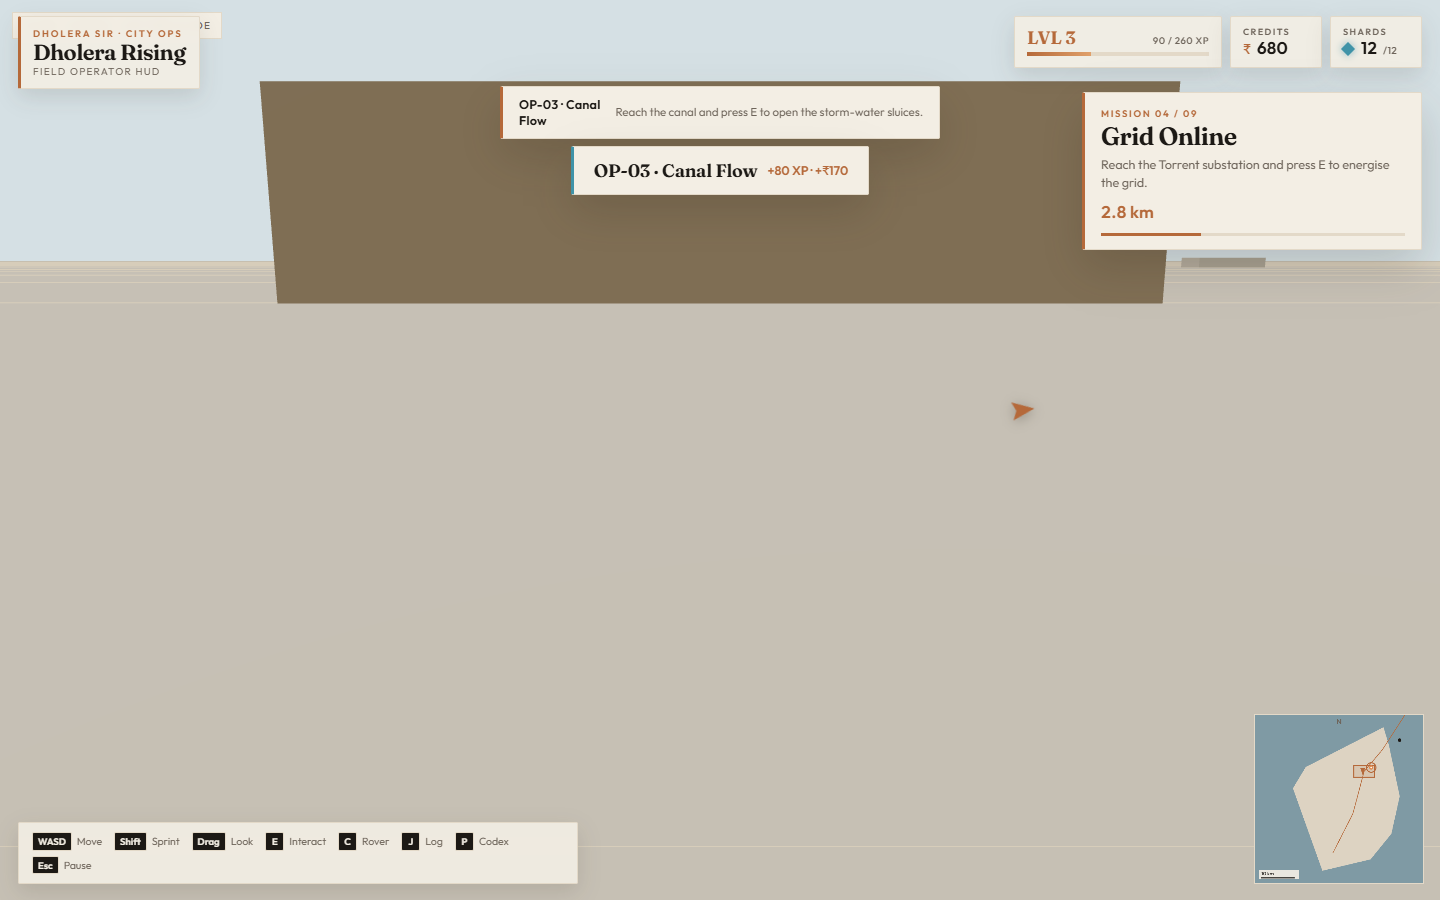 DE
DHOLERA SIR · CITY OPS
Dholera Rising
FIELD OPERATOR HUD
LVL 3
90 / 260 XP
CREDITS
₹ 680
SHARDS
12 /12
OP-03 · Canal Flow
Reach the canal and press E to open the storm-water sluices.
OP-03 · Canal Flow +80 XP · +₹170
MISSION 04 / 09
Grid Online
Reach the Torrent substation and press E to energise
the grid.
2.8 km
N
WASD Move Shift Sprint Drag Look E Interact C Rover J Log P Codex
Esc Pause